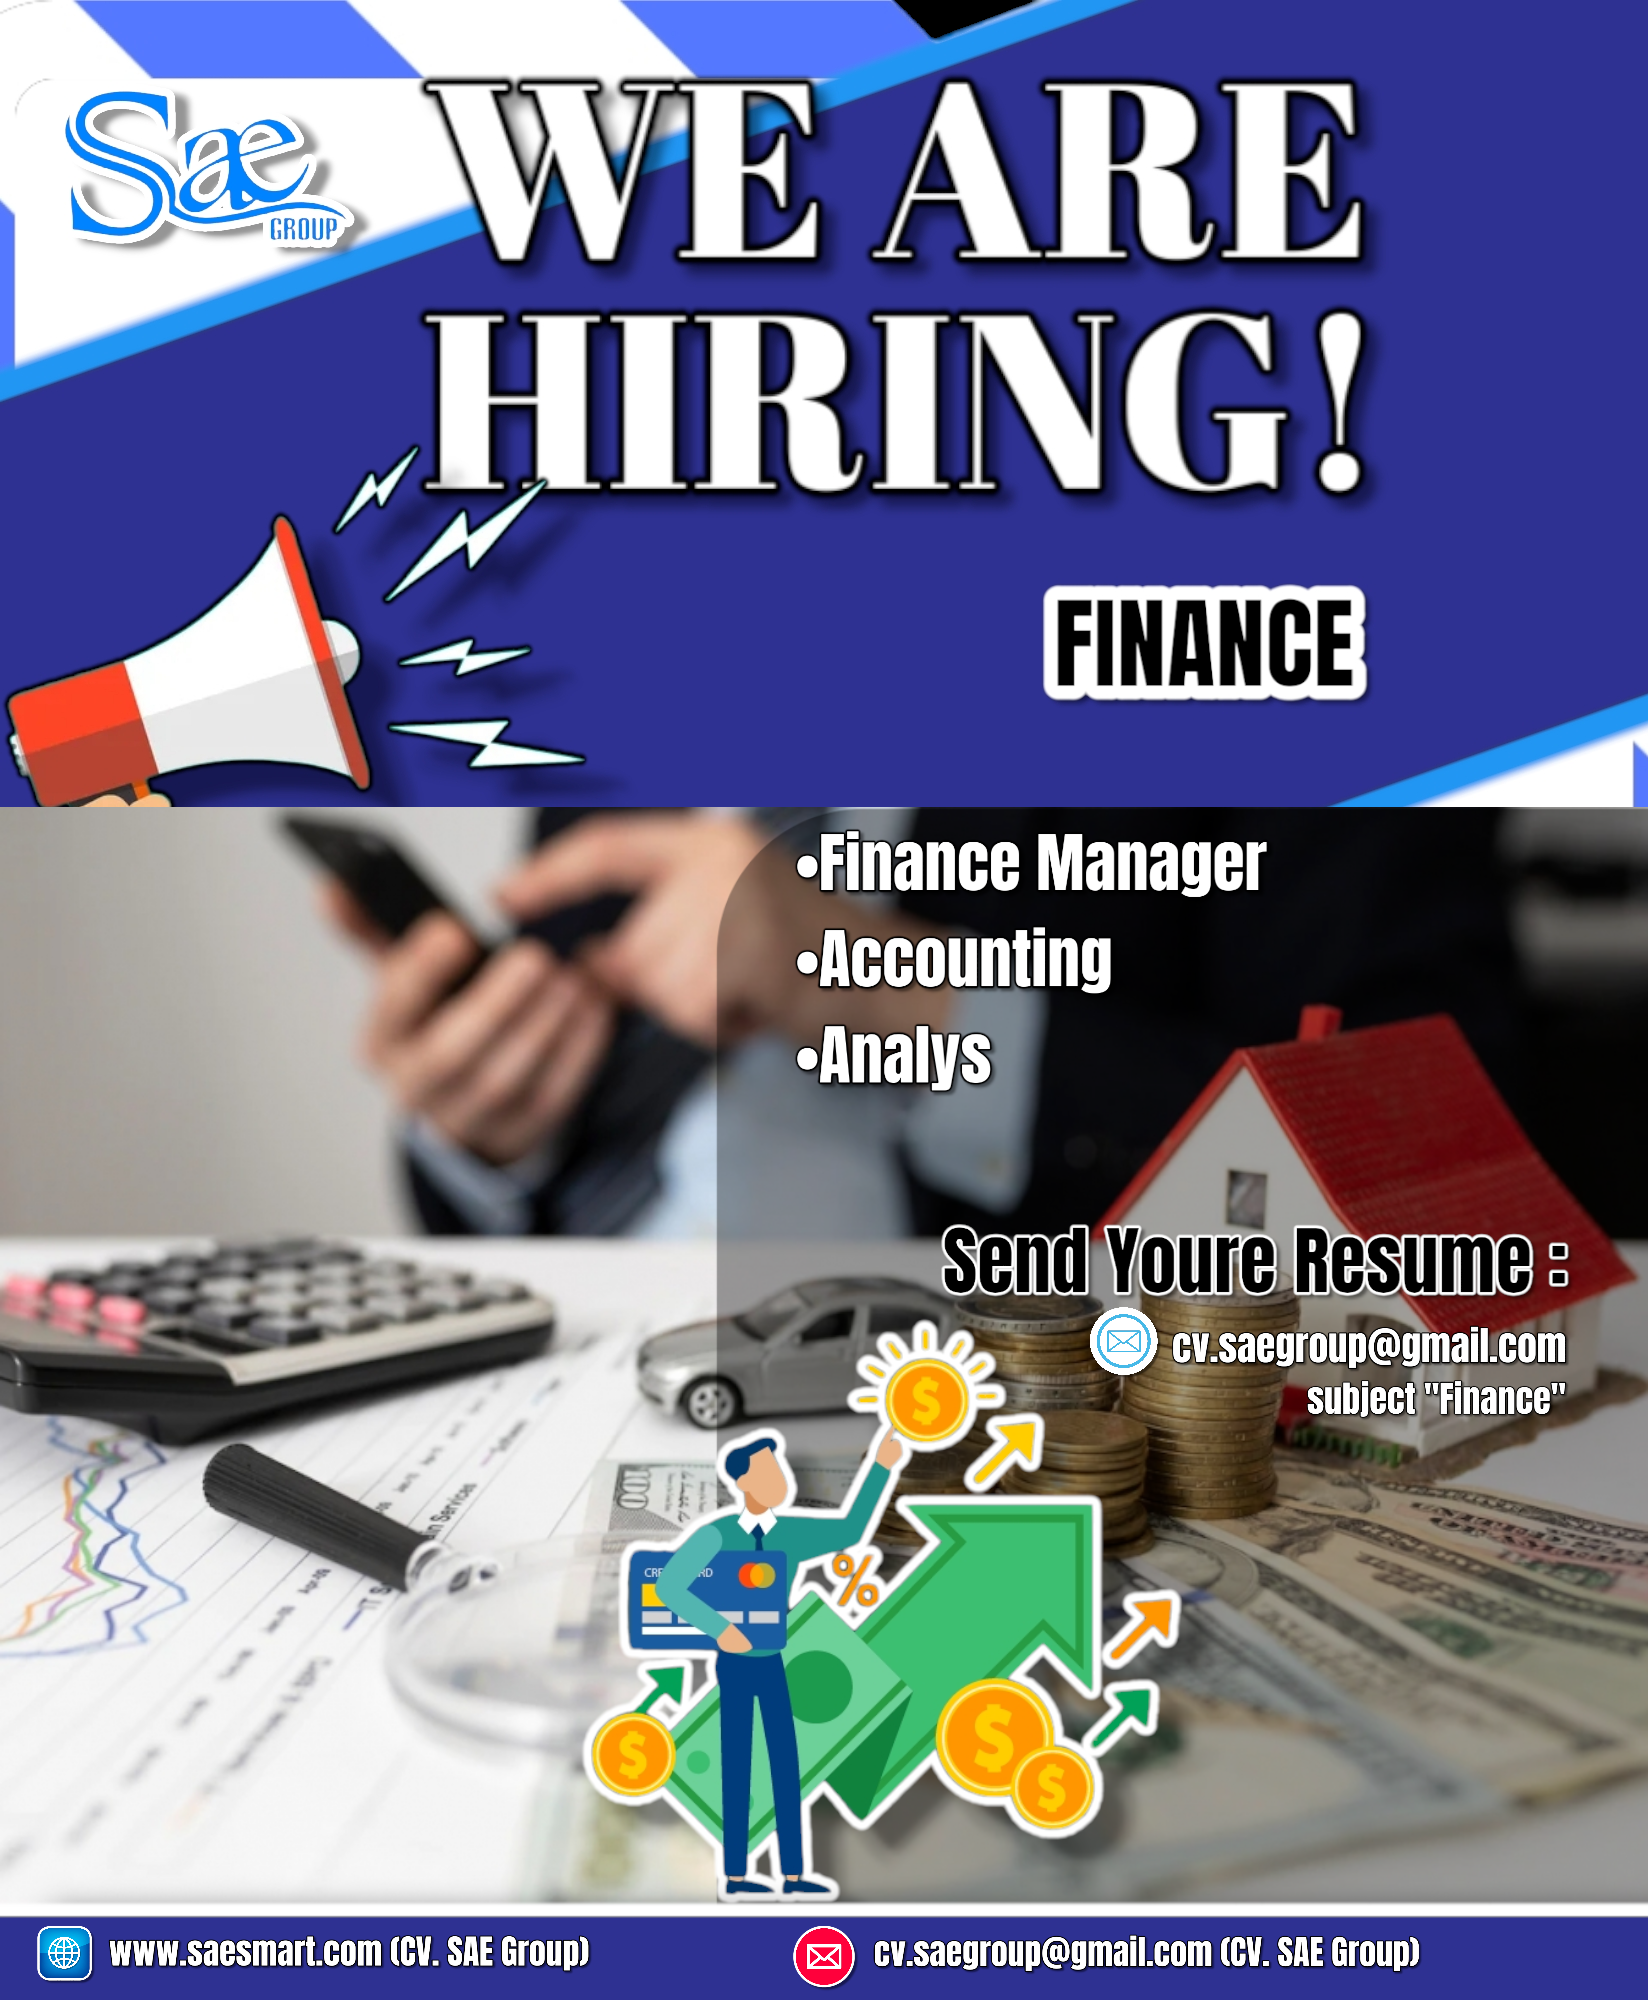 Sae
GROUP
WE ARE
HIRING!
FINANCE
•Finance Manager
•Accounting
•Analys
Send Youre Resume :
cv.saegroup@gmail.com
subject "Finance"
100
%
www.saesmart.com (CV. SAE Group)
cv.saegroup@gmail.com (CV. SAE Group)